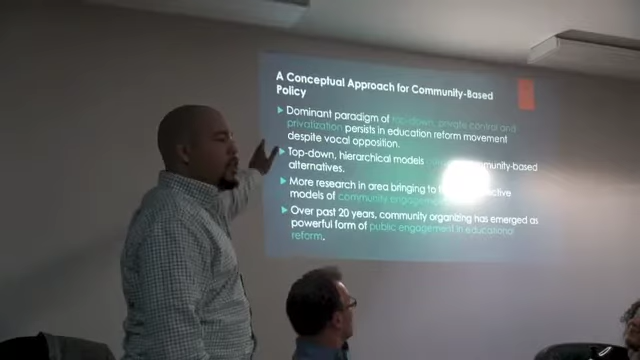 A Conceptual Approach for Community-Based
Policy
Dominant paradigm of top-down, private control and
privatization persists in education reform movement
despite vocal opposition.
Top-down, hierarchical models community-based
alternatives.
More research in area bringing to
models of community engagement
Over past 20 years, community organizing has emerged as
powerful form of public engagement in educational
reform.